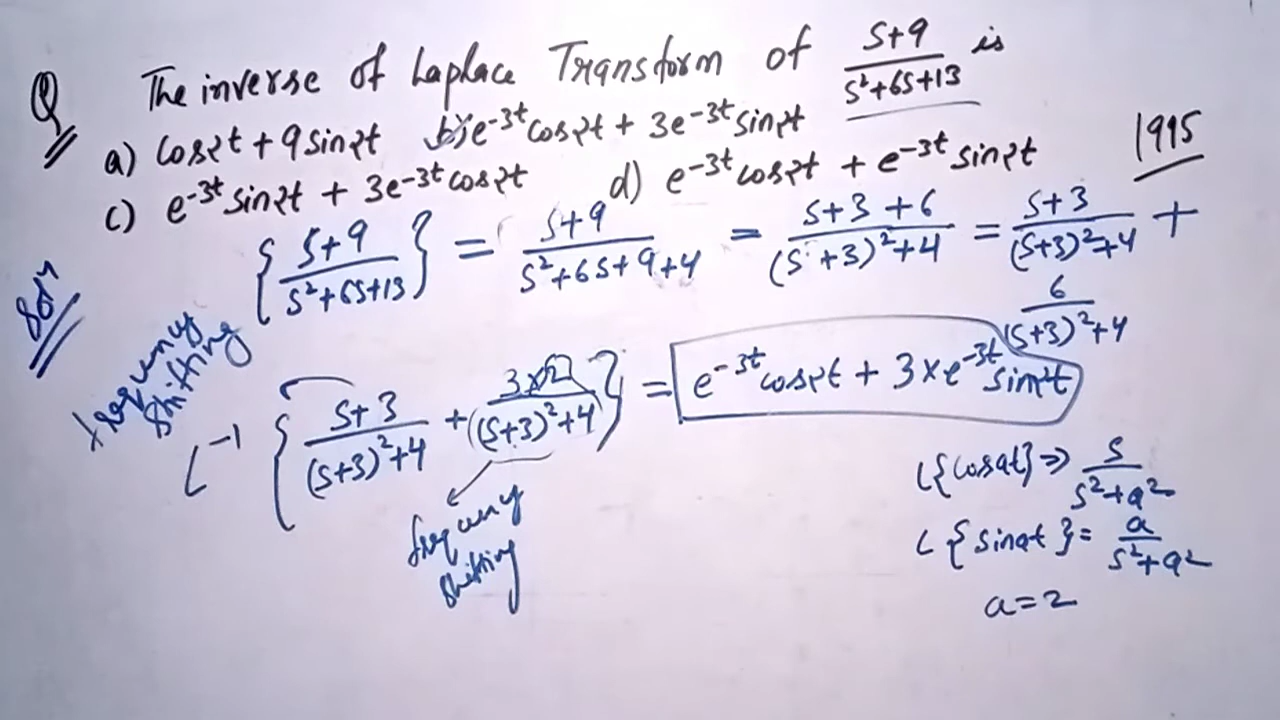 Q The inverse of Laplace Transform of s+9/s²+6s+13 is
a) cos2t + 9sin2t b) e^-3t cos2t + 3e^-3t sin2t
c) e^-3t sin2t + 3e^-3t cos2t d) e^-3t cos2t + e^-3t sin2t
1995
Soln
{s+9/s²+6s+13} = s+9/s²+6s+9+4 = s+3+6/(s+3)²+4 = s+3/(s+3)²+4 + 6/(s+3)²+4
frequency
shifting
L^-1 {s+3/(s+3)²+4 + 3×2/(s+3)²+4} = e^-3t cos2t + 3×e^-3t sin2t
frequency
shifting
L{cosat} ⇒ s/s²+a²
L{sinat} = a/s²+a²
a=2